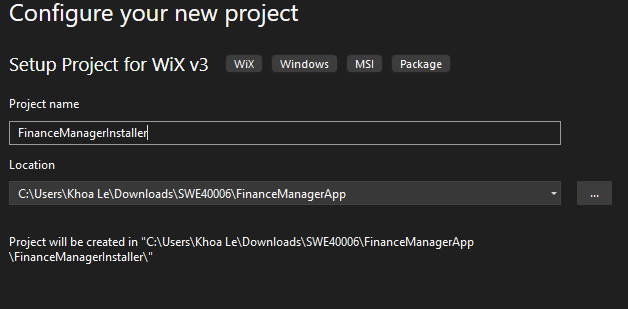 Configure your new project
Setup Project for WiX v3 WiX Windows MSI Package
Project name
FinanceManagerInstaller
Location
C:\Users\Khoa Le\Downloads\SWE40006\FinanceManagerApp ...
Project will be created in "C:\Users\Khoa Le\Downloads\SWE40006\FinanceManagerApp
\FinanceManagerInstaller\"